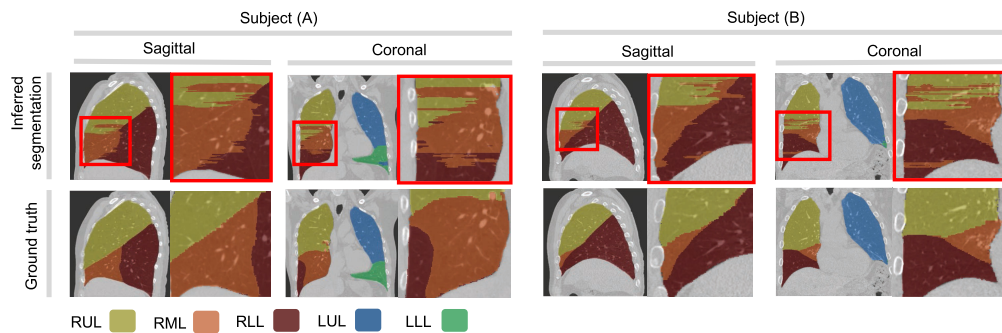 Subject (A)
Subject (B)
Sagittal
Coronal
Sagittal
Coronal
Inferred
segmentation
Ground truth
RUL
RML
RLL
LUL
LLL